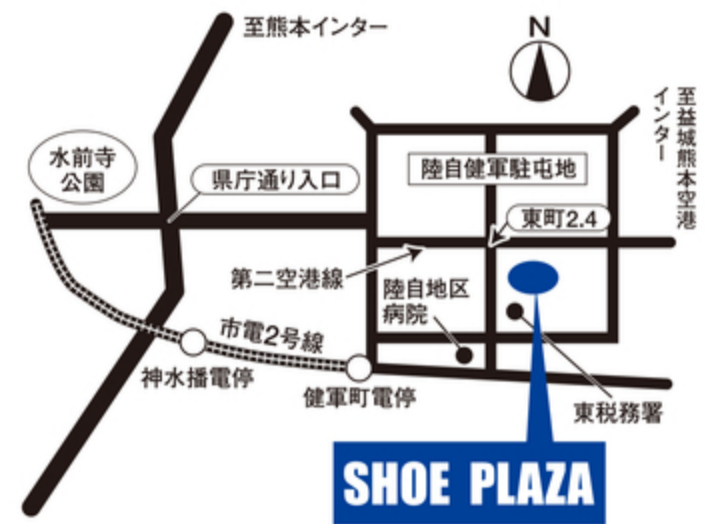 至熊本インター
N
至益城熊本空港
インター
水前寺
公園
県庁通り入口
陸自健軍駐屯地
東町2.4
第二空港線
陸自地区
病院
市電2号線
神水播電停
健軍町電停
東税務署
SHOE PLAZA